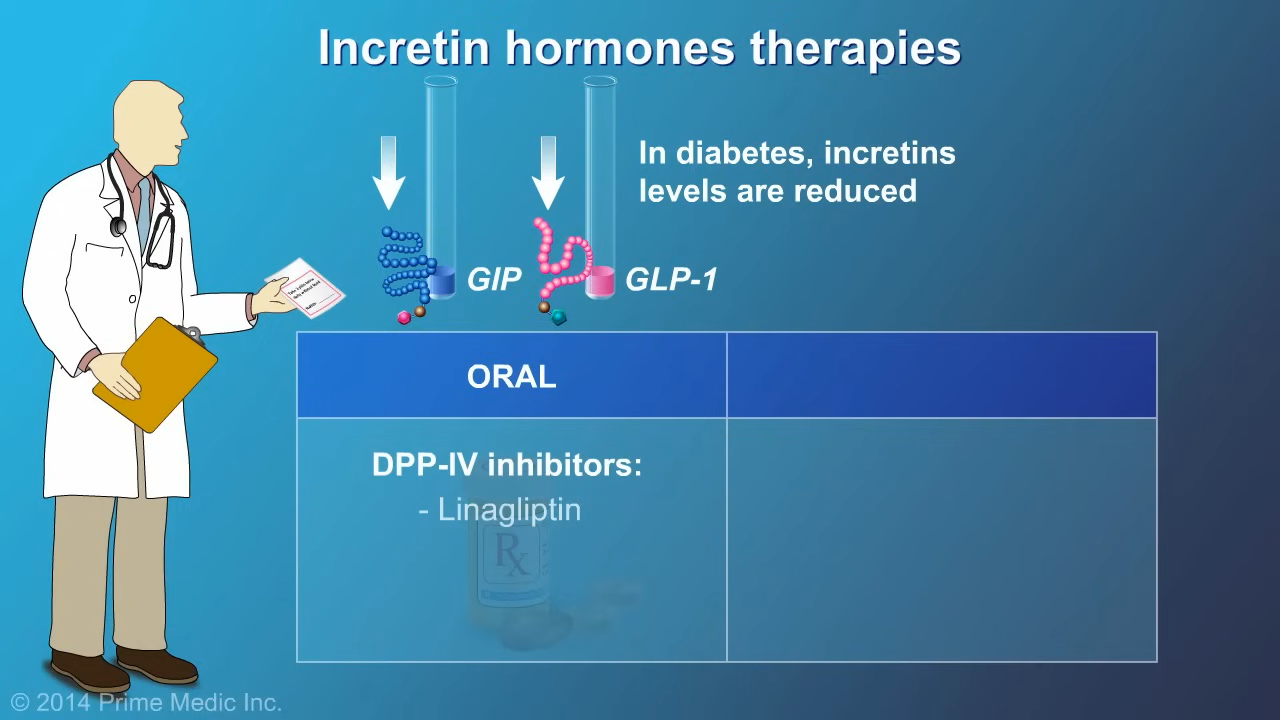 Incretin hormones therapies
In diabetes, incretins
levels are reduced
GIP
GLP-1
ORAL
DPP-IV inhibitors:
- Linagliptin
Rx
© 2014 Prime Medic Inc.